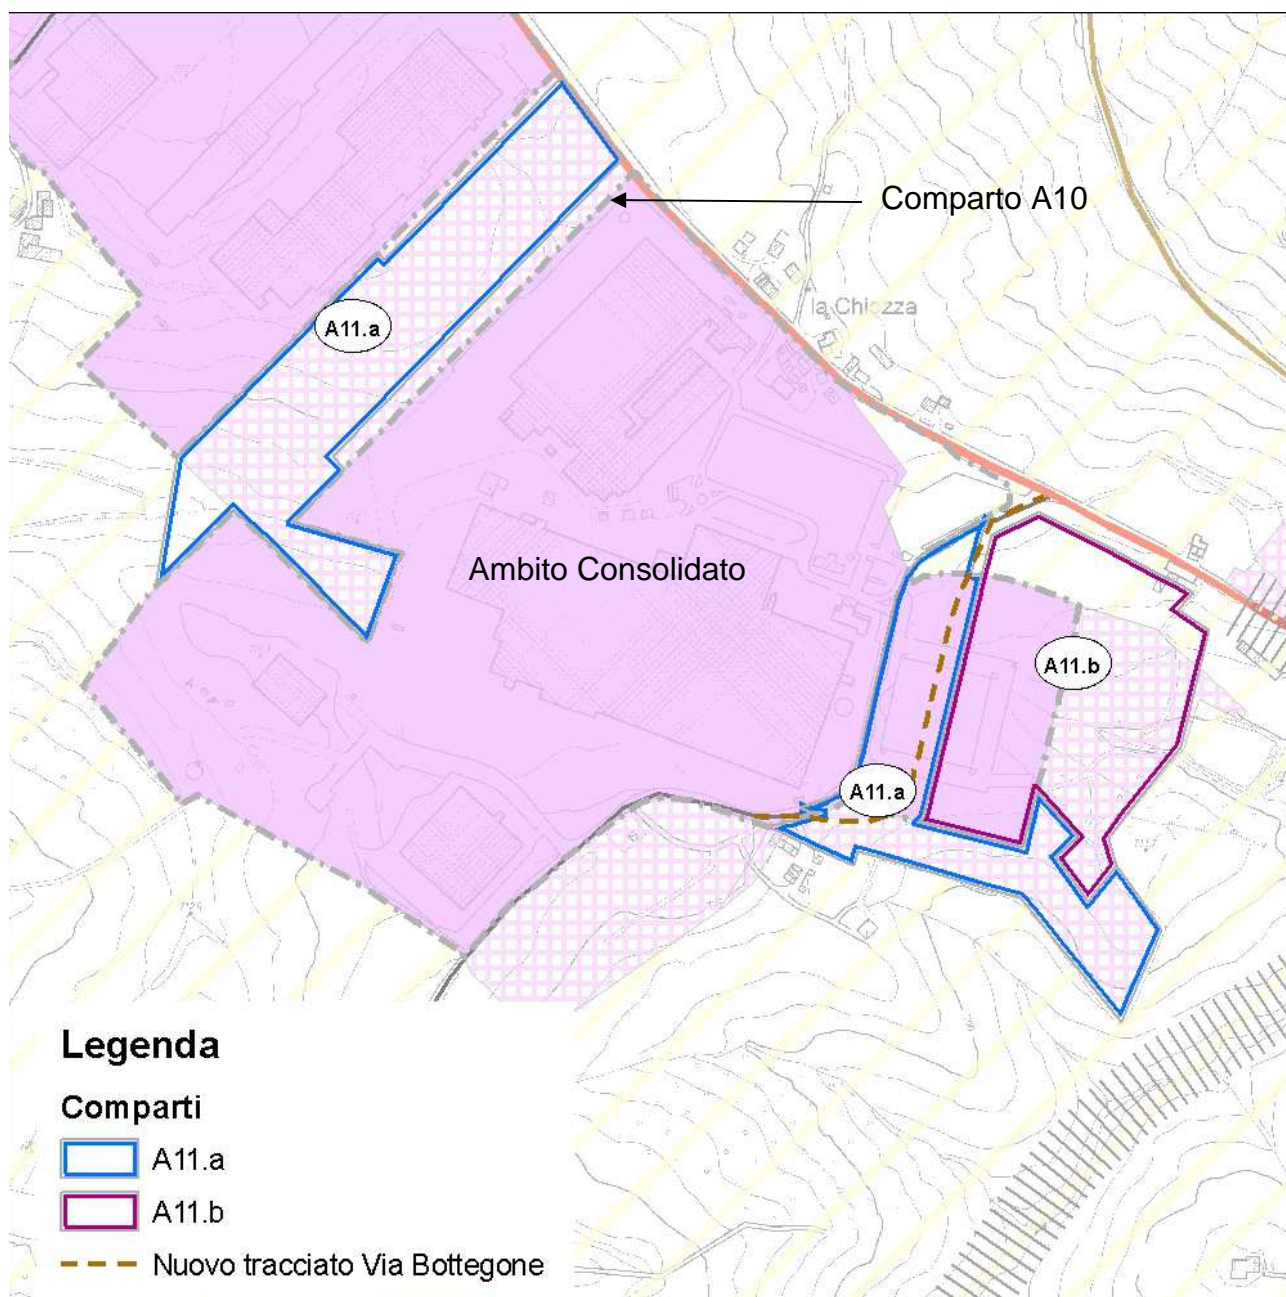 Comparto A10
la Chiozza
A11.a
Ambito Consolidato
A11.b
A11.a
Legenda
Comparti
A11.a
A11.b
Nuovo tracciato Via Bottegone